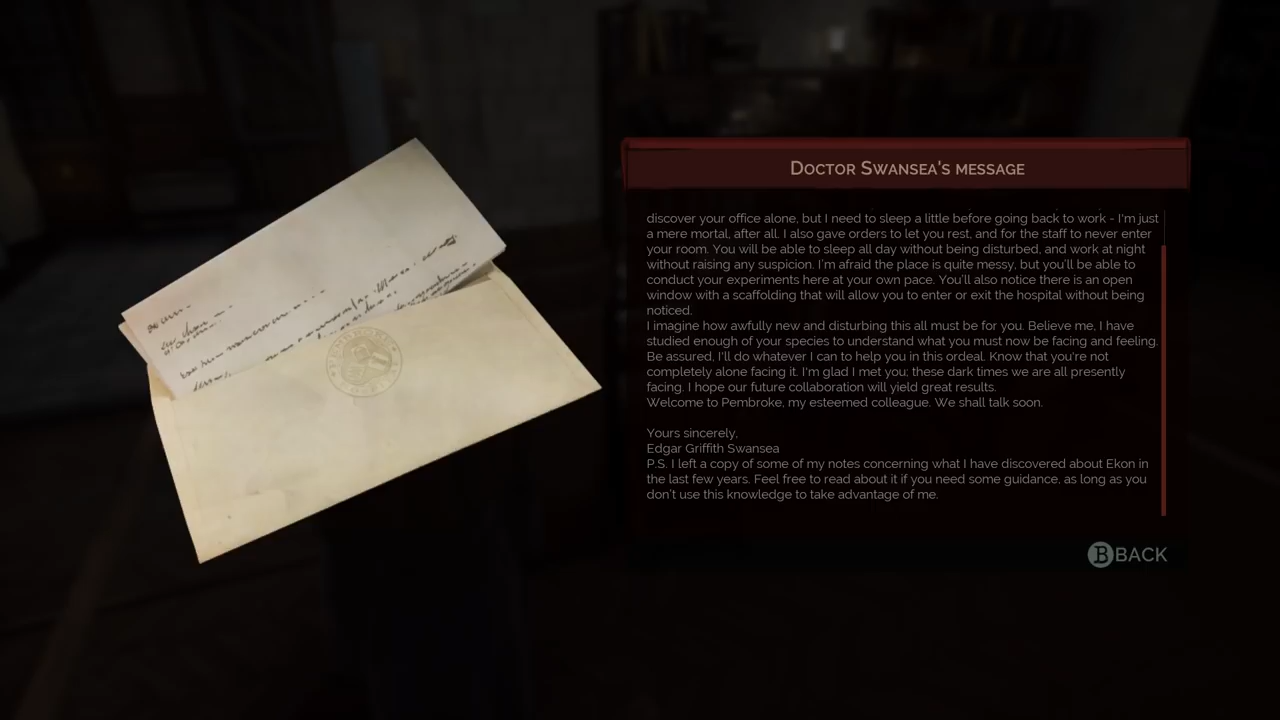 Doctor Swansea's message
discover your office alone, but I need to sleep a little before going back to work - I'm just
a mere mortal, after all. I also gave orders to let you rest, and for the staff to never enter
your room. You will be able to sleep all day without being disturbed, and work at night
without raising any suspicion. I'm afraid the place is quite messy, but you'll be able to
conduct your experiments here at your own pace. You'll also notice there is an open
window with a scaffolding that will allow you to enter or exit the hospital without being
noticed.
I imagine how awfully new and disturbing this all must be for you. Believe me, I have
studied enough of your species to understand what you must now be facing and feeling.
Be assured, I'll do whatever I can to help you in this ordeal. Know that you're not
completely alone facing it. I'm glad I met you; these dark times we are all presently
facing. I hope our future collaboration will yield great results.
Welcome to Pembroke, my esteemed colleague. We shall talk soon.
Yours sincerely,
Edgar Griffith Swansea
P.S. I left a copy of some of my notes concerning what I have discovered about Ekon in
the last few years. Feel free to read about it if you need some guidance, as long as you
don't use this knowledge to take advantage of me.
B BACK